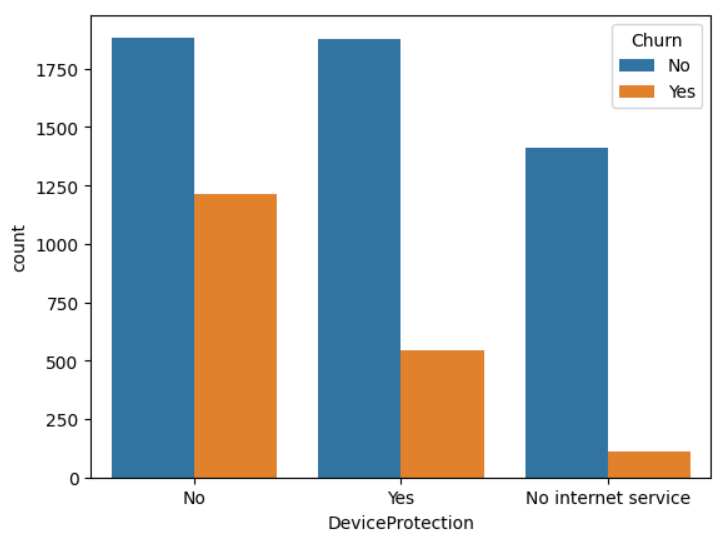 Churn
No
Yes
1750
1500
1250
1000
750
500
250
0
count
No
Yes
No internet service
DeviceProtection